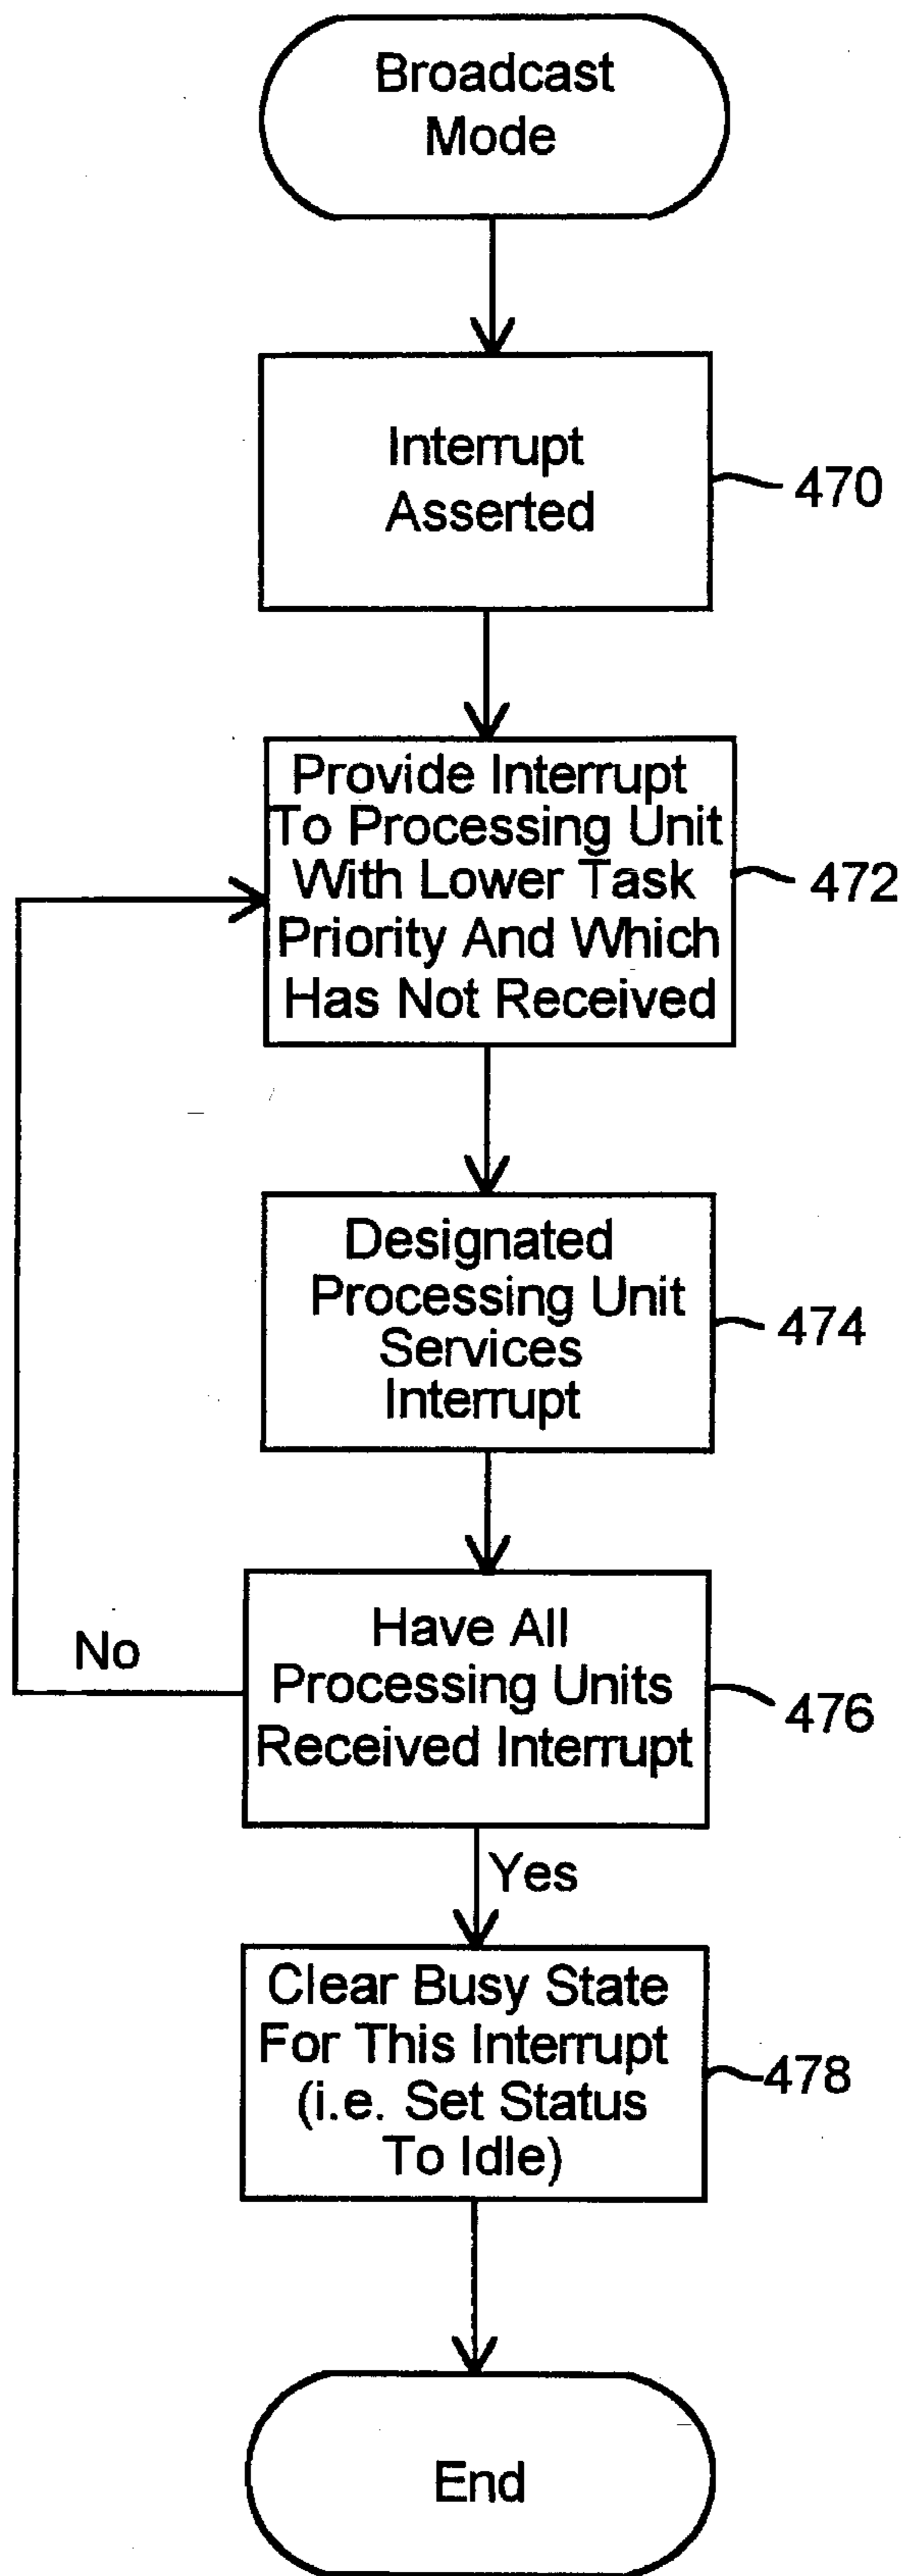 Broadcast
Mode
Interrupt
Asserted
470
Provide Interrupt
To Processing Unit
With Lower Task
Priority And Which
Has Not Received
472
Designated
Processing Unit
Services
Interrupt
474
Have All
Processing Units
Received Interrupt
476
No
Yes
Clear Busy State
For This Interrupt
(i.e. Set Status
To Idle)
478
End